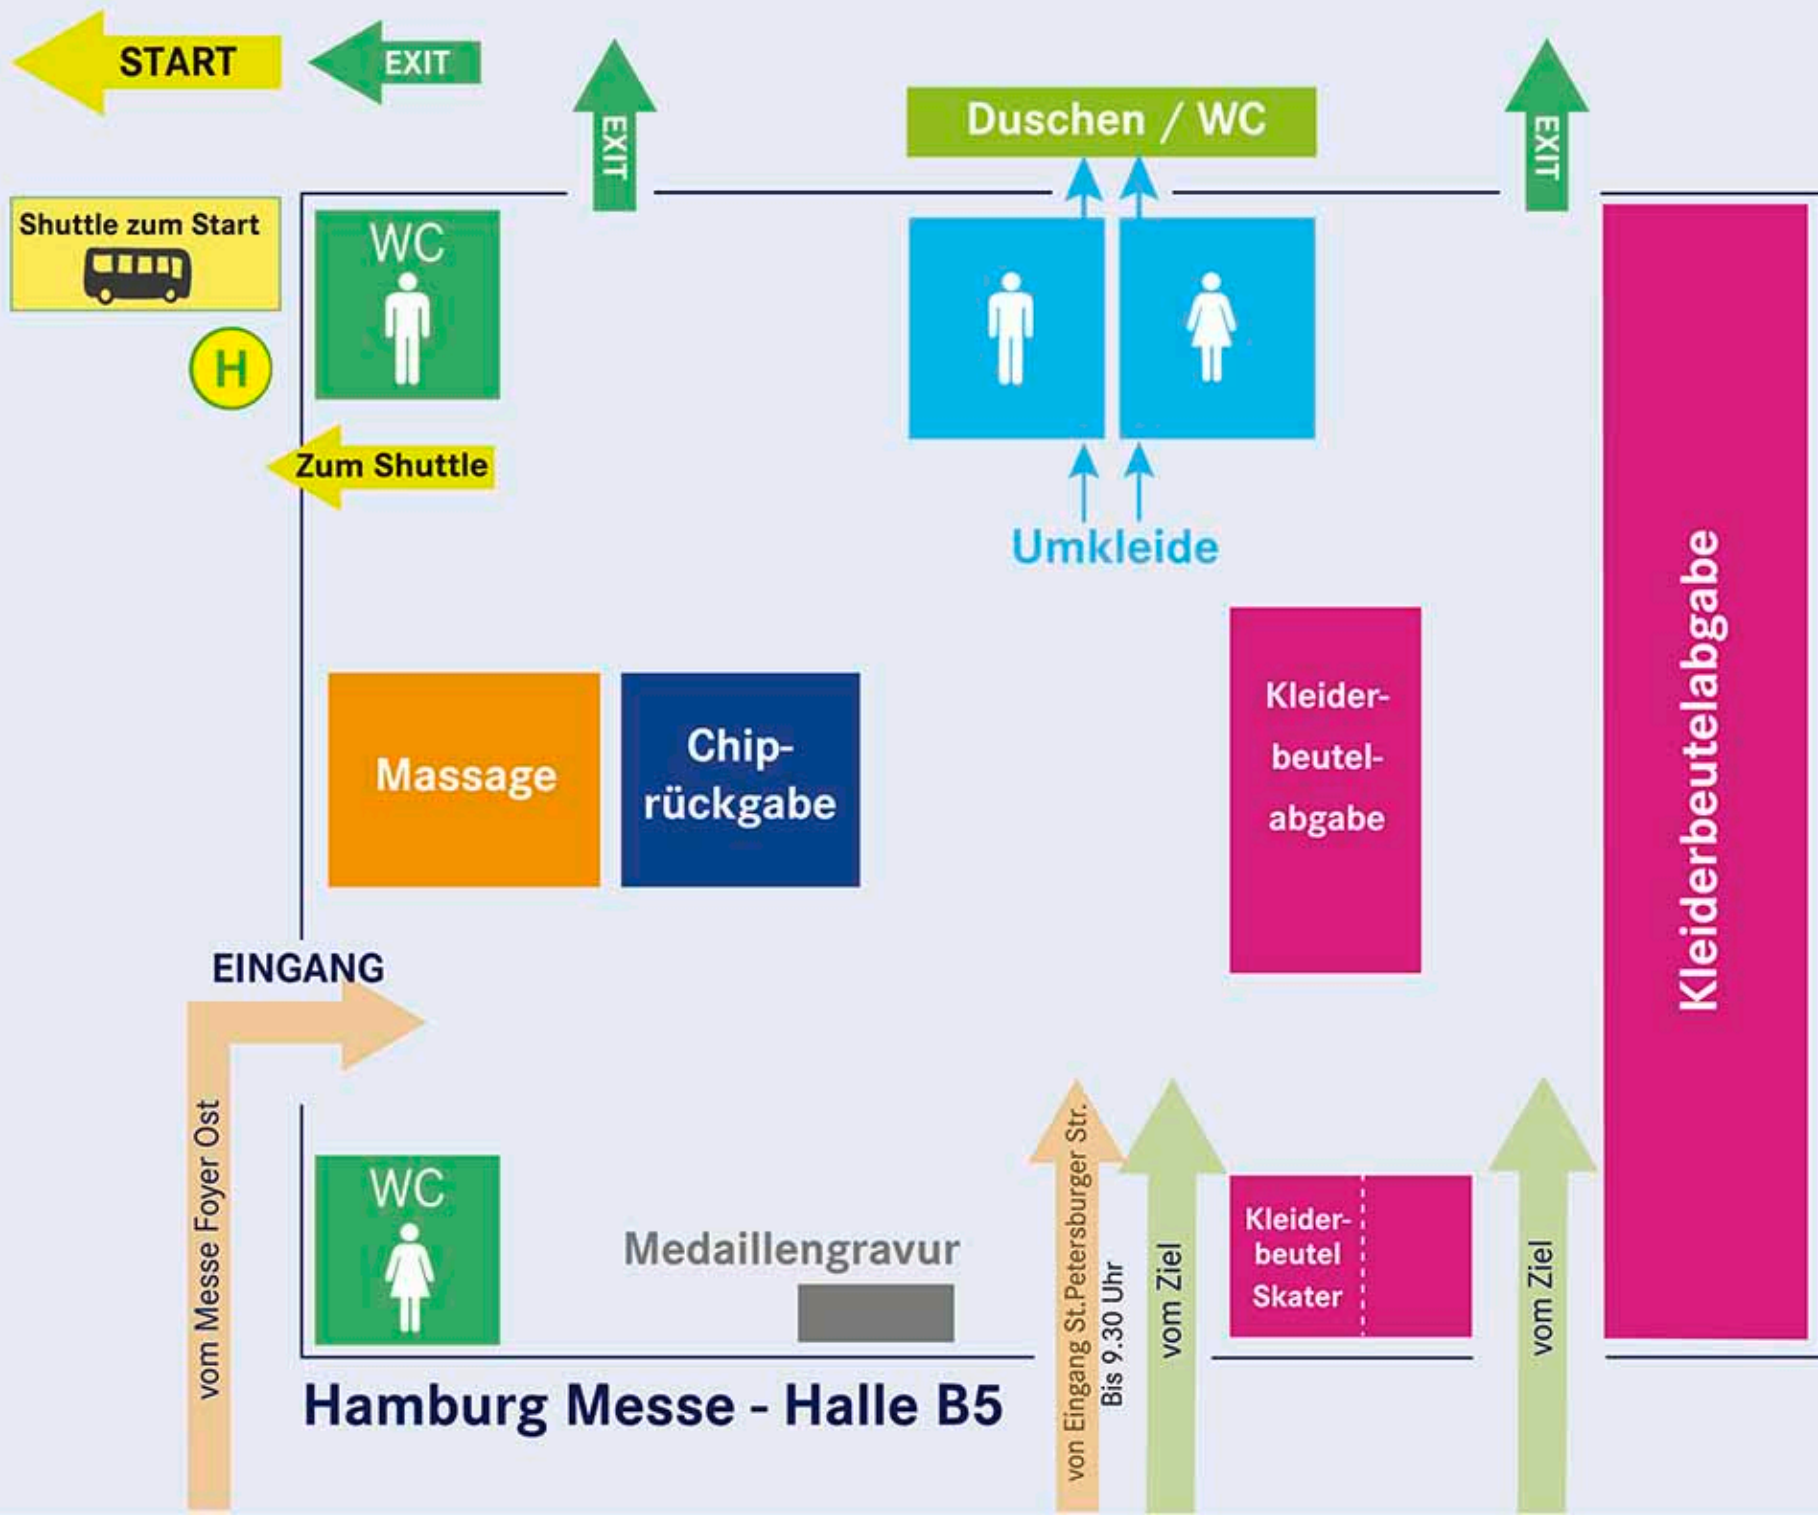 START
EXIT
EXIT
Duschen / WC
EXIT
Shuttle zum Start
WC
H
Zum Shuttle
Umkleide
Massage
Chip-
rückgabe
Kleider-
beutel-
abgabe
Kleiderbeutelabgabe
EINGANG
vom Messe Foyer Ost
WC
Medaillengravur
von Eingang St.Petersburger Str.
Bis 9.30 Uhr
vom Ziel
Kleider-
beutel
Skater
vom Ziel
Hamburg Messe - Halle B5